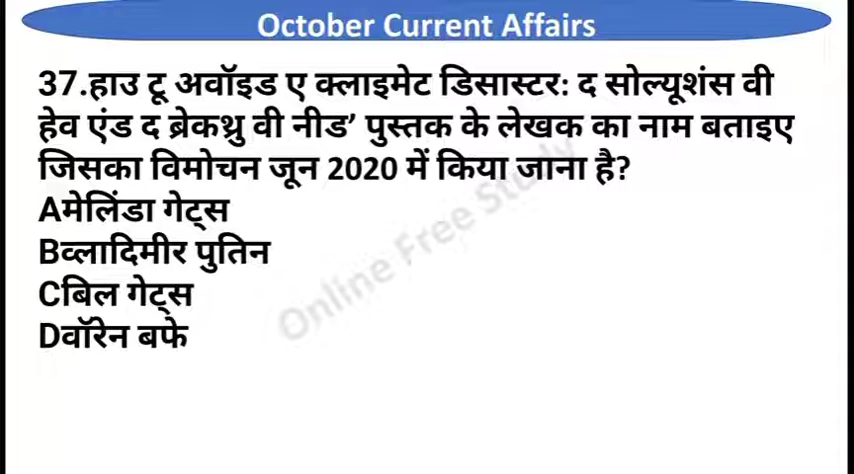 October Current Affairs
37.हाउ टू अवॉइड ए क्लाइमेट डिसास्टर: द सोल्यूशंस वी
हेव एंड द ब्रेकथ्रु वी नीड’ पुस्तक के लेखक का नाम बताइए
जिसका विमोचन जून 2020 में किया जाना है?
Aमेलिंडा गेट्स
Bव्लादिमीर पुतिन
Cबिल गेट्स
Dवॉरेन बफे
Online Free Study